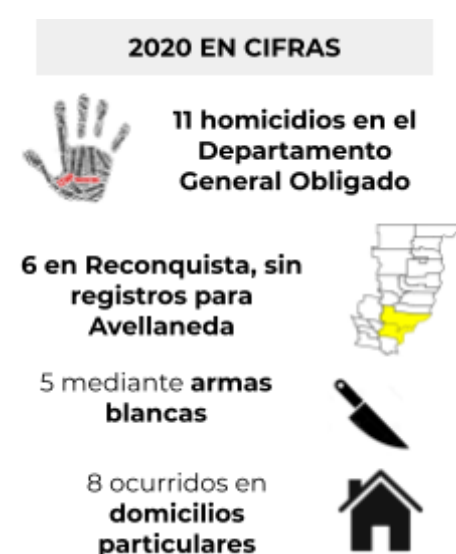 2020 EN CIFRAS
11 homicidios en el
Departamento
General Obligado
6 en Reconquista, sin
registros para
Avellaneda
5 mediante armas
blancas
8 ocurridos en
domicilios
particulares